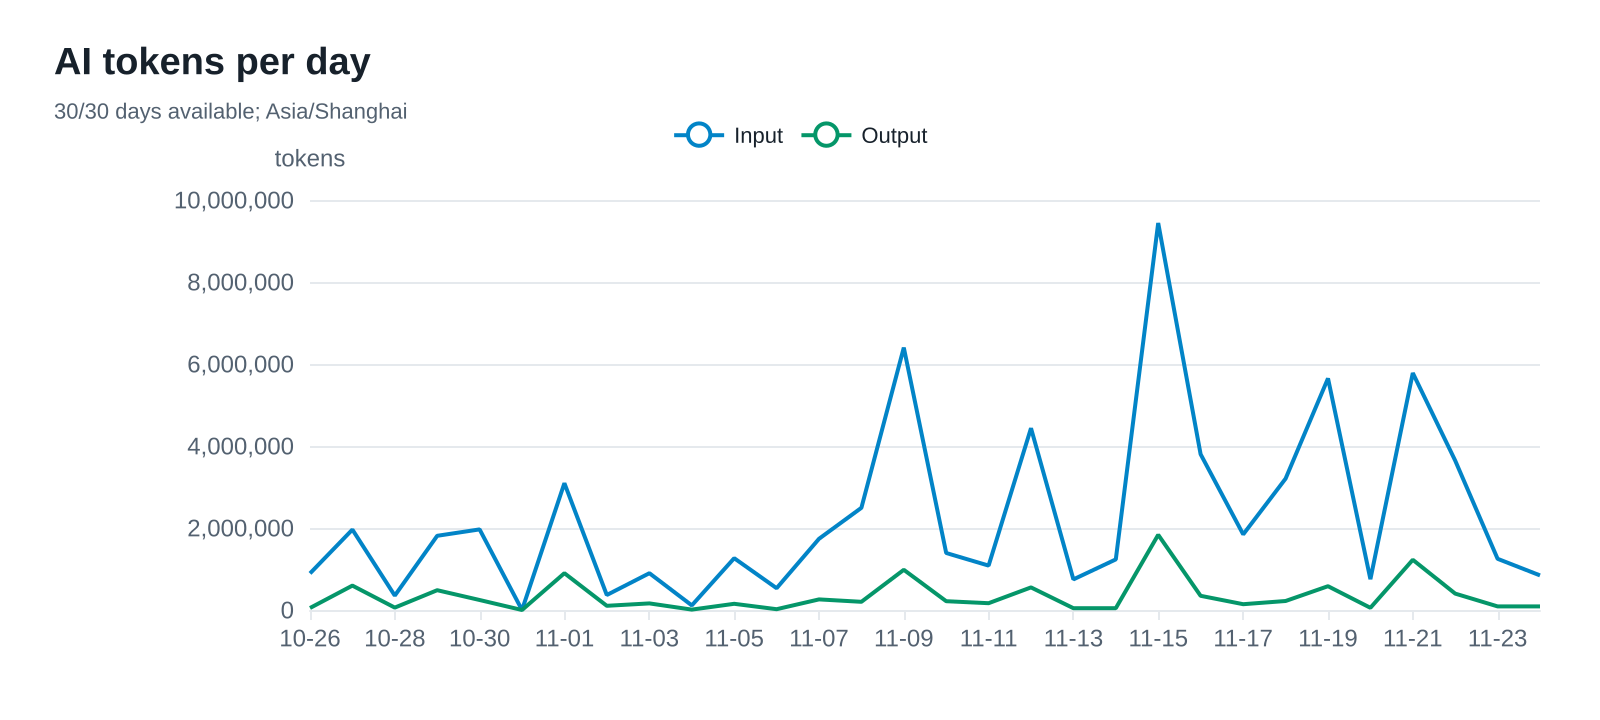 AI tokens per day
30/30 days available; Asia/Shanghai
Input Output
tokens
10,000,000
8,000,000
6,000,000
4,000,000
2,000,000
0
10-26 10-28 10-30 11-01 11-03 11-05 11-07 11-09 11-11 11-13 11-15 11-17 11-19 11-21 11-23